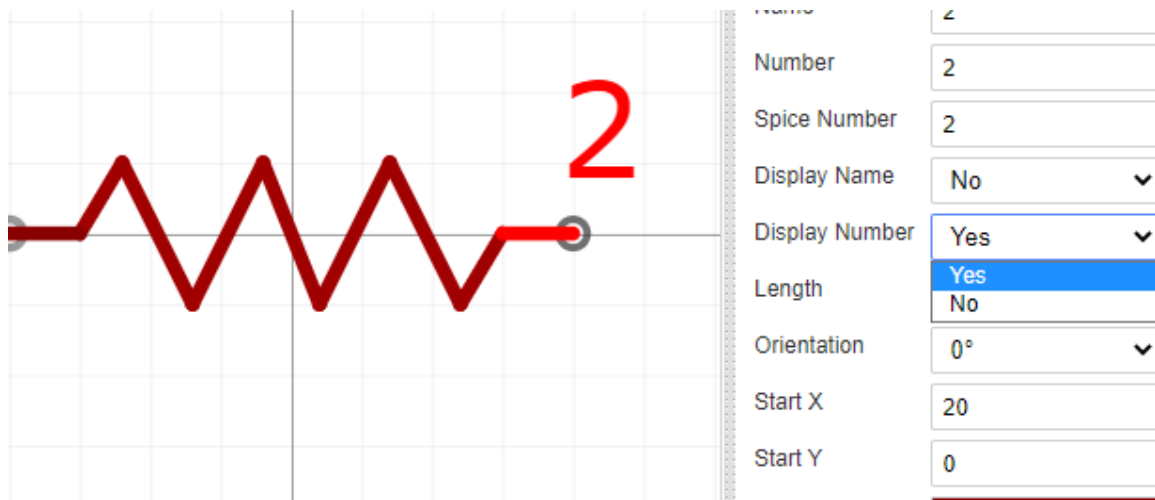 Name 2
2
Number 2
Spice Number 2
Display Name No
Display Number Yes
Yes
Length
No
Orientation 0°
Start X 20
Start Y 0